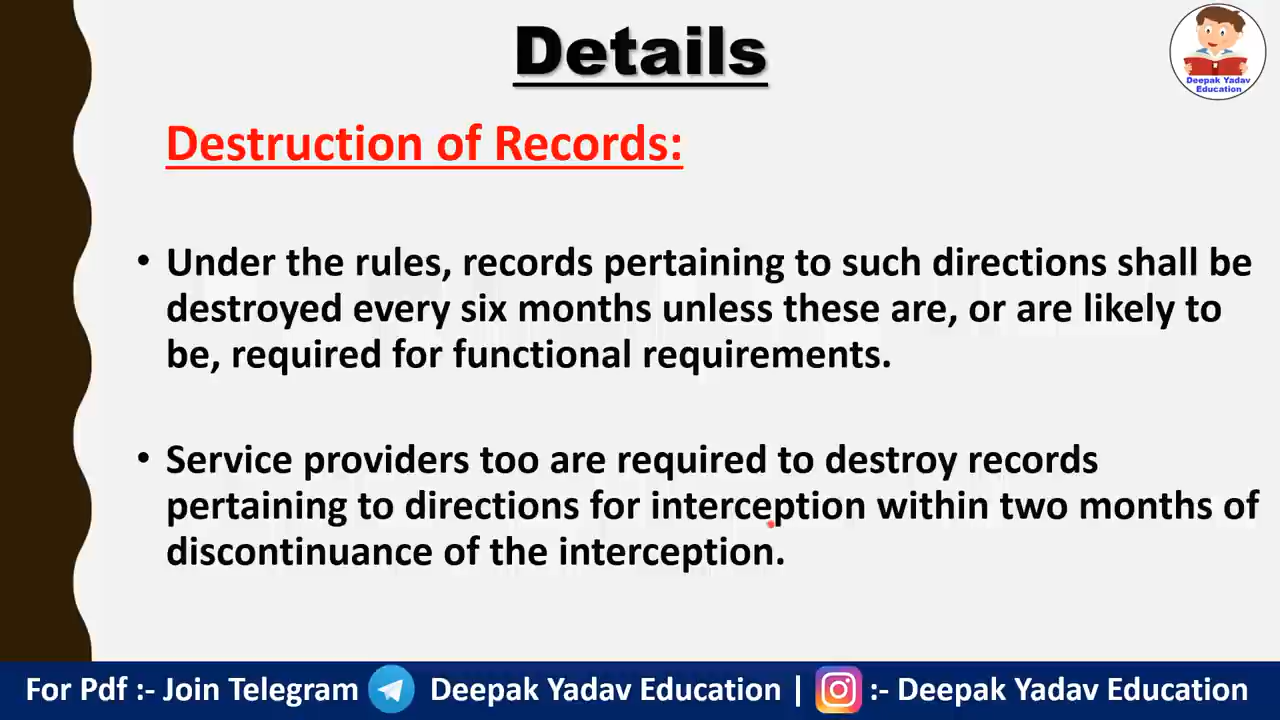 Details
Deepak Yadav
Education
Destruction of Records:
• Under the rules, records pertaining to such directions shall be
destroyed every six months unless these are, or are likely to
be, required for functional requirements.
• Service providers too are required to destroy records
pertaining to directions for interception within two months of
discontinuance of the interception.
For Pdf :- Join Telegram Deepak Yadav Education | :- Deepak Yadav Education